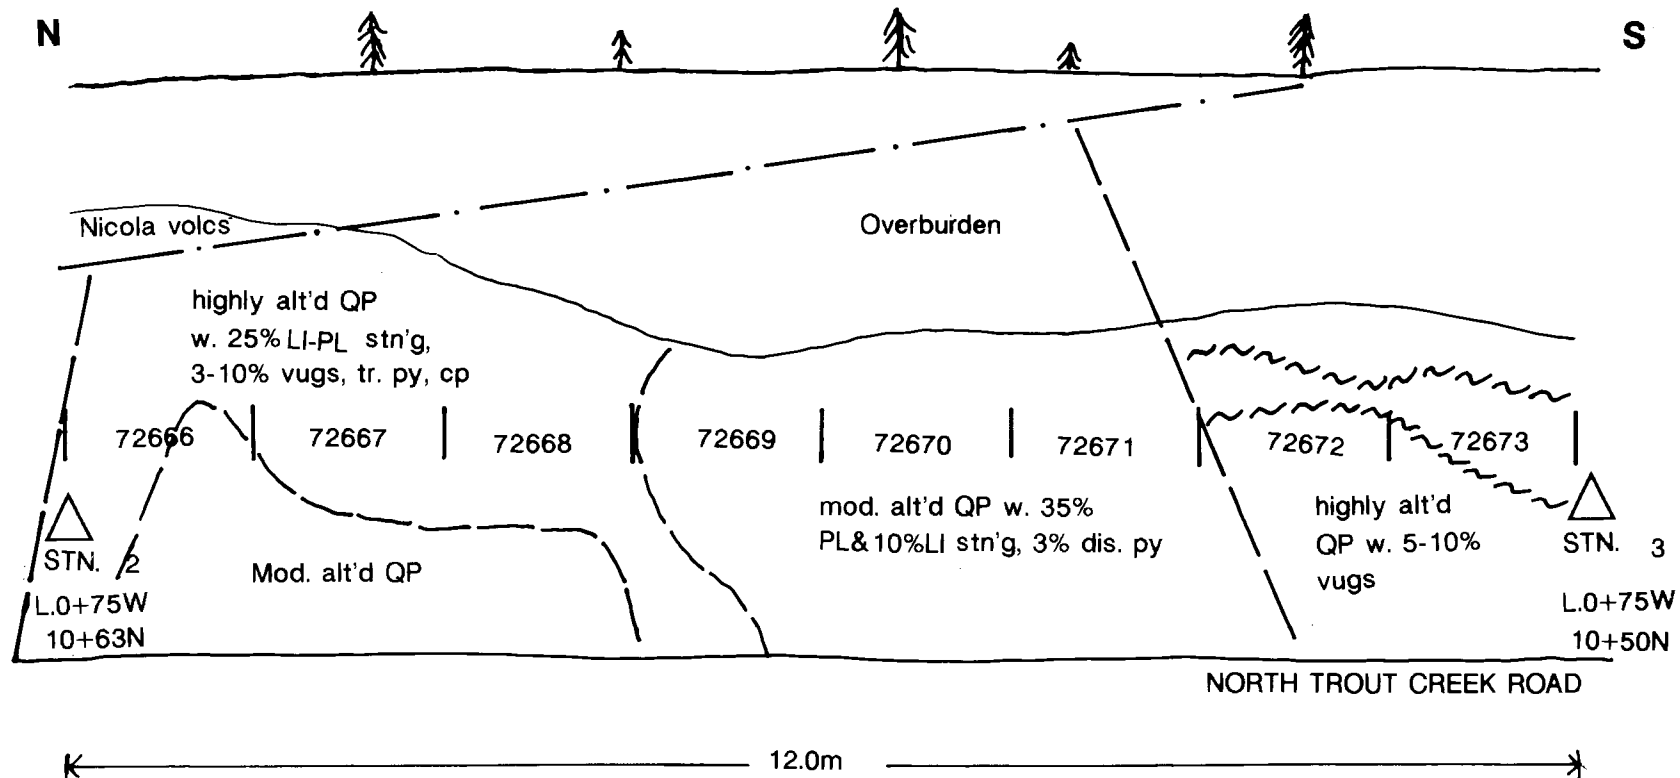 N
S
Nicola volcs
Overburden
highly alt'd QP
w. 25% LI-PL stn'g,
3-10% vugs, tr. py, cp
72666
72667
72668
72669
72670
72671
72672
72673
STN. 2
L.0+75W
10+63N
Mod. alt'd QP
mod. alt'd QP w. 35%
PL&10%LI stn'g, 3% dis. py
highly alt'd
QP w. 5-10%
vugs
STN. 3
L.0+75W
10+50N
NORTH TROUT CREEK ROAD
12.0m